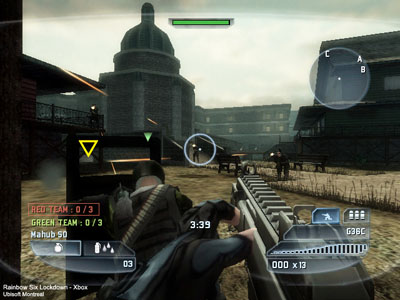 C
A
B
RED TEAM : 0 / 3
GREEN TEAM : 0 / 3
Mahub SD
3:39
G36C
03
000 x 13
Rainbow Six Lockdown - Xbox
Ubisoft Montreal